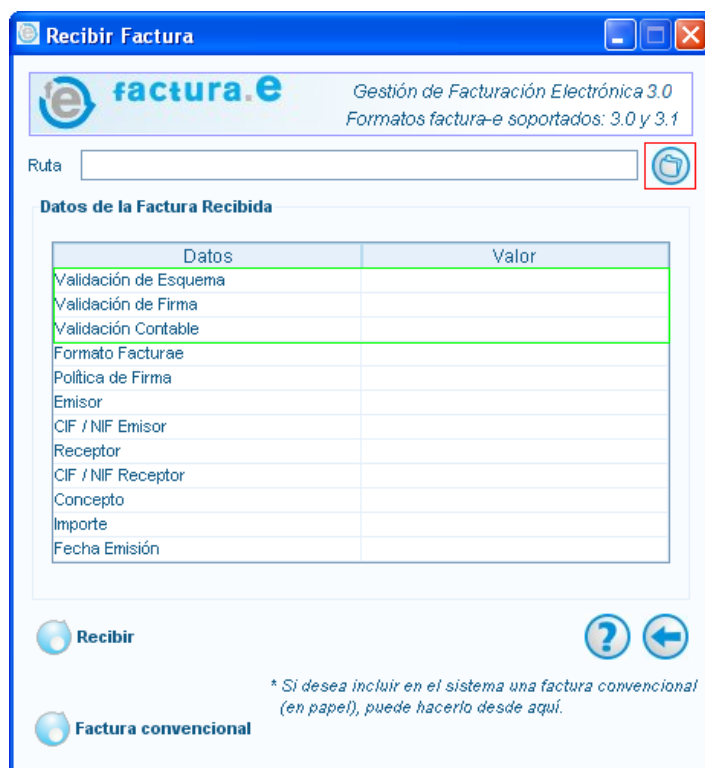 Recibir Factura
factura.e
Gestión de Facturación Electrónica 3.0
Formatos factura-e soportados: 3.0 y 3.1
Ruta
Datos de la Factura Recibida
Datos Valor
Validación de Esquema
Validación de Firma
Validación Contable
Formato Facturae
Política de Firma
Emisor
CIF / NIF Emisor
Receptor
CIF / NIF Receptor
Concepto
Importe
Fecha Emisión
Recibir
?
* Si desea incluir en el sistema una factura convencional
(en papel), puede hacerlo desde aquí.
Factura convencional